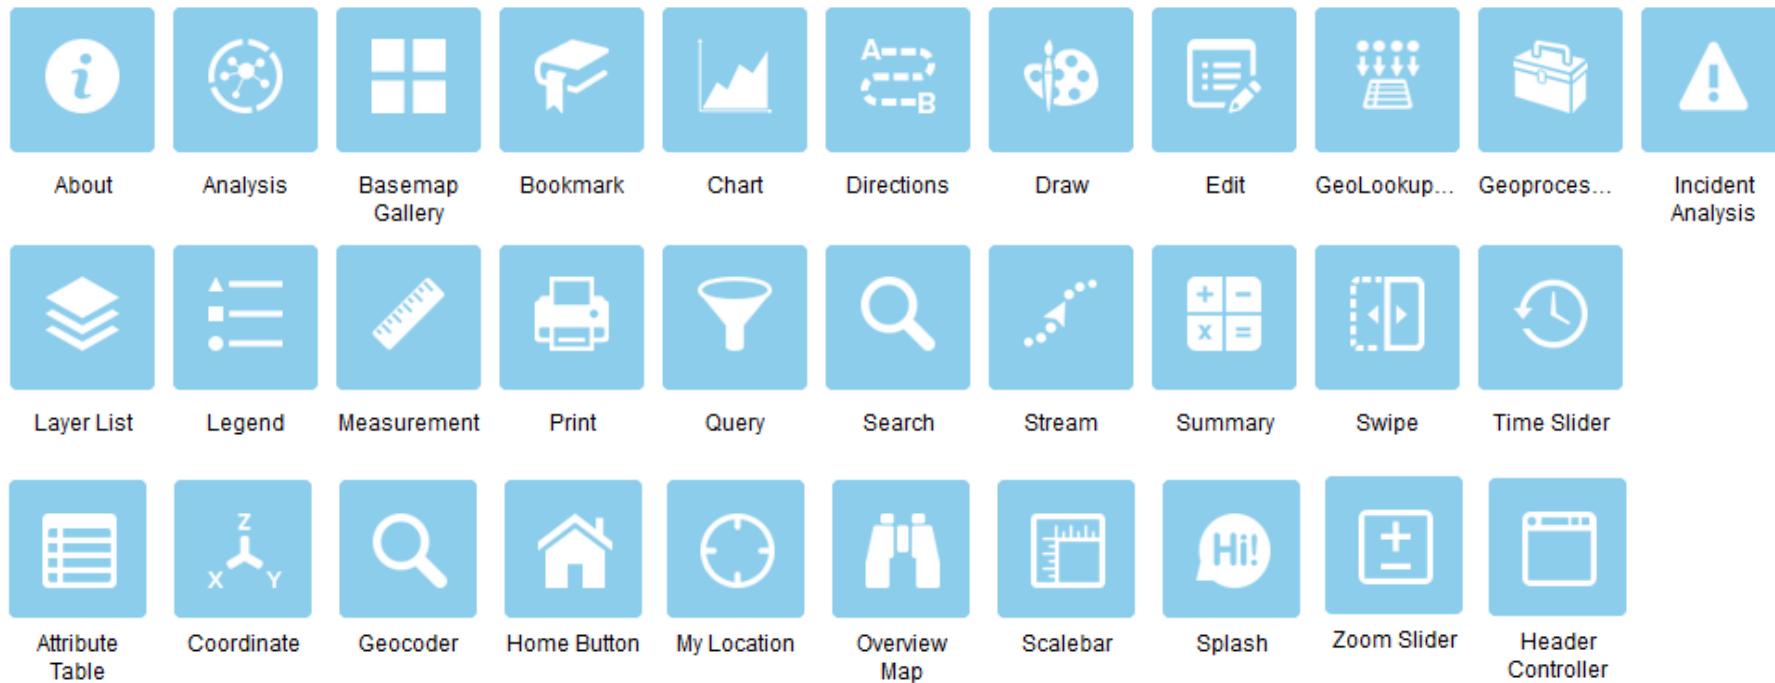 A
B
About
Analysis
Basemap
Gallery
Bookmark
Chart
Directions
Draw
Edit
GeoLookup...
Geoproces...
Incident
Analysis
Layer List
Legend
Measurement
Print
Query
Search
Stream
Summary
Swipe
Time Slider
Z
X Y
Hi!
Attribute
Table
Coordinate
Geocoder
Home Button
My Location
Overview
Map
Scalebar
Splash
Zoom Slider
Header
Controller